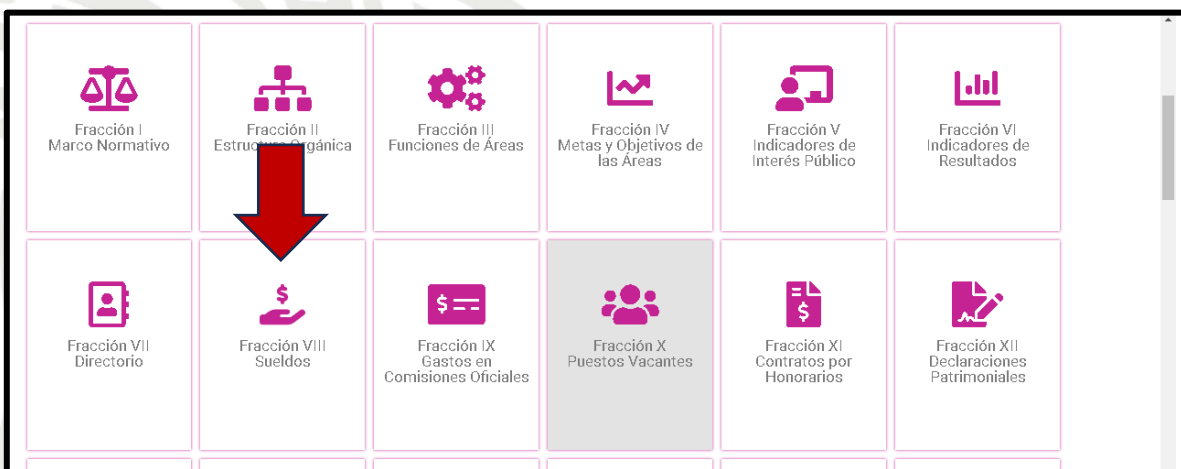 Fracción I
Marco Normativo
Fracción II
Estructura Orgánica
Fracción III
Funciones de Áreas
Fracción IV
Metas y Objetivos de
las Áreas
Fracción V
Indicadores de
Interés Público
Fracción VI
Indicadores de
Resultados
Fracción VII
Directorio
Fracción VIII
Sueldos
Fracción IX
Gastos en
Comisiones Oficiales
Fracción X
Puestos Vacantes
Fracción XI
Contratos por
Honorarios
Fracción XII
Declaraciones
Patrimoniales